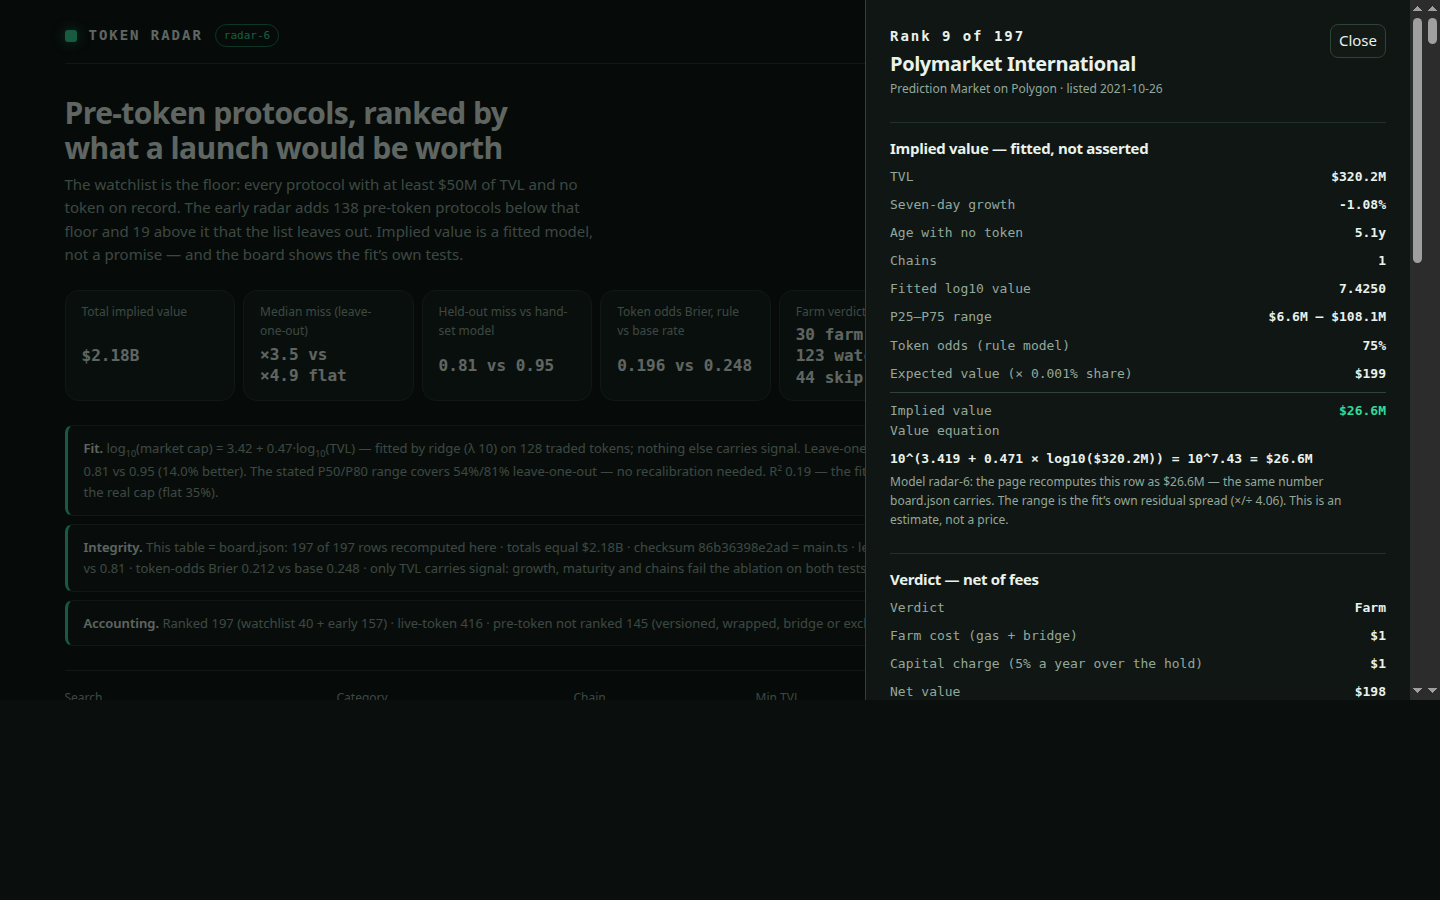 TOKEN RADAR radar-6
Pre-token protocols, ranked by
what a launch would be worth
The watchlist is the floor: every protocol with at least $50M of TVL and no
token on record. The early radar adds 138 pre-token protocols below that
floor and 19 above it that the list leaves out. Implied value is a fitted model,
not a promise — and the board shows the fit’s own tests.
Total implied value
$2.18B
Median miss (leave-
one-out)
×3.5 vs
×4.9 flat
Held-out miss vs hand-
set model
0.81 vs 0.95
Token odds Brier, rule
vs base rate
0.196 vs 0.248
Farm verdict
30 farm
123 wat
44 skip
Fit. log10(market cap) = 3.42 + 0.47·log10(TVL) — fitted by ridge (λ 10) on 128 traded tokens; nothing else carries signal. Leave-one
0.81 vs 0.95 (14.0% better). The stated P50/P80 range covers 54%/81% leave-one-out — no recalibration needed. R² 0.19 — the fit
the real cap (flat 35%).
Integrity. This table = board.json: 197 of 197 rows recomputed here · totals equal $2.18B · checksum 86b36398e2ad = main.ts · le
vs 0.81 · token-odds Brier 0.212 vs base 0.248 · only TVL carries signal: growth, maturity and chains fail the ablation on both tests
Accounting. Ranked 197 (watchlist 40 + early 157) · live-token 416 · pre-token not ranked 145 (versioned, wrapped, bridge or excl
Search Category Chain Min TVL
Rank 9 of 197
Close
Polymarket International
Prediction Market on Polygon · listed 2021-10-26
Implied value — fitted, not asserted
TVL $320.2M
Seven-day growth -1.08%
Age with no token 5.1y
Chains 1
Fitted log10 value 7.4250
P25–P75 range $6.6M — $108.1M
Token odds (rule model) 75%
Expected value (× 0.001% share) $199
Implied value $26.6M
Value equation
10^(3.419 + 0.471 × log10($320.2M)) = 10^7.43 = $26.6M
Model radar-6: the page recomputes this row as $26.6M — the same number
board.json carries. The range is the fit’s own residual spread (×/÷ 4.06). This is an
estimate, not a price.
Verdict — net of fees
Verdict Farm
Farm cost (gas + bridge) $1
Capital charge (5% a year over the hold) $1
Net value $198